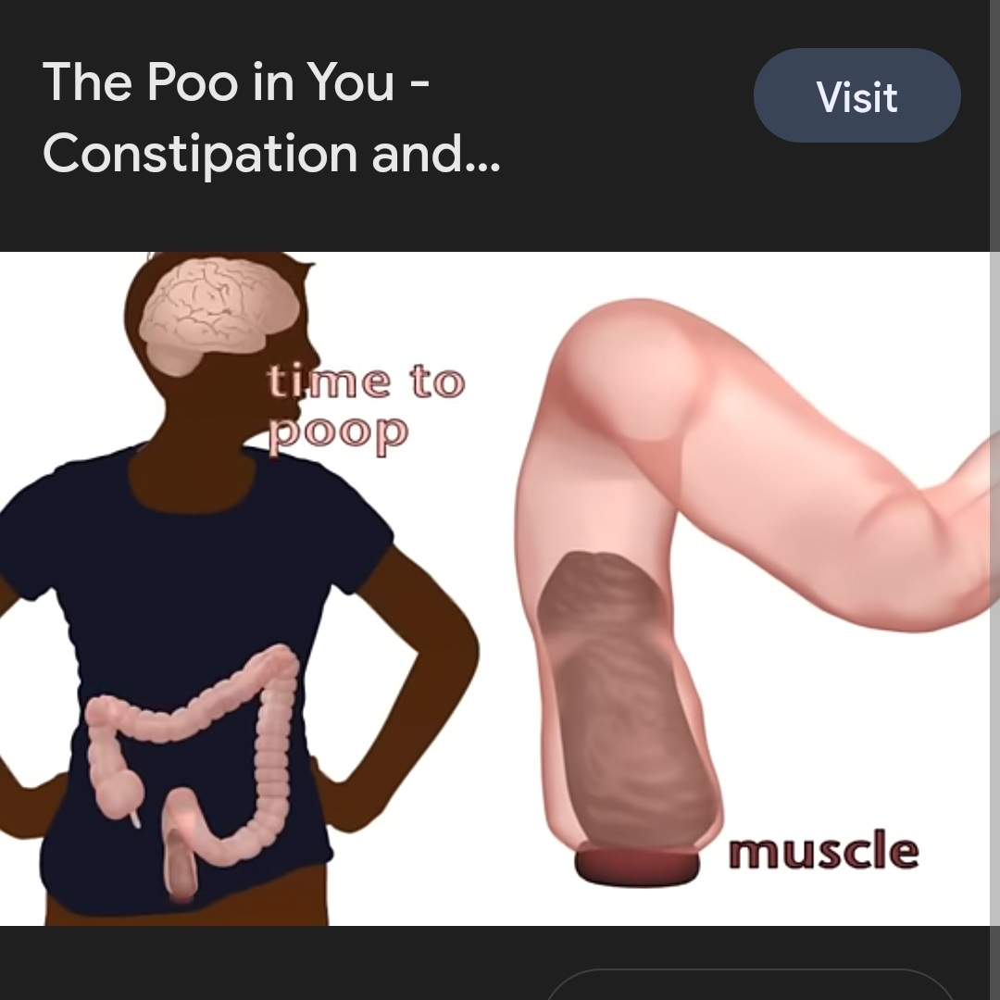 The Poo in You -
Constipation and...
Visit
time to
poop
muscle